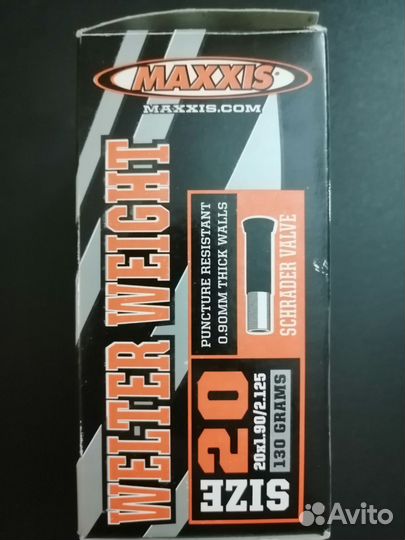 MAXXIS
MAXXIS.COM
WELTER WEIGHT
PUNCTURE RESISTANT
0.90MM THICK WALLS
SCHRADER VALVE
SIZE
20
20x1.90/2.125
130 GRAMS
Avito